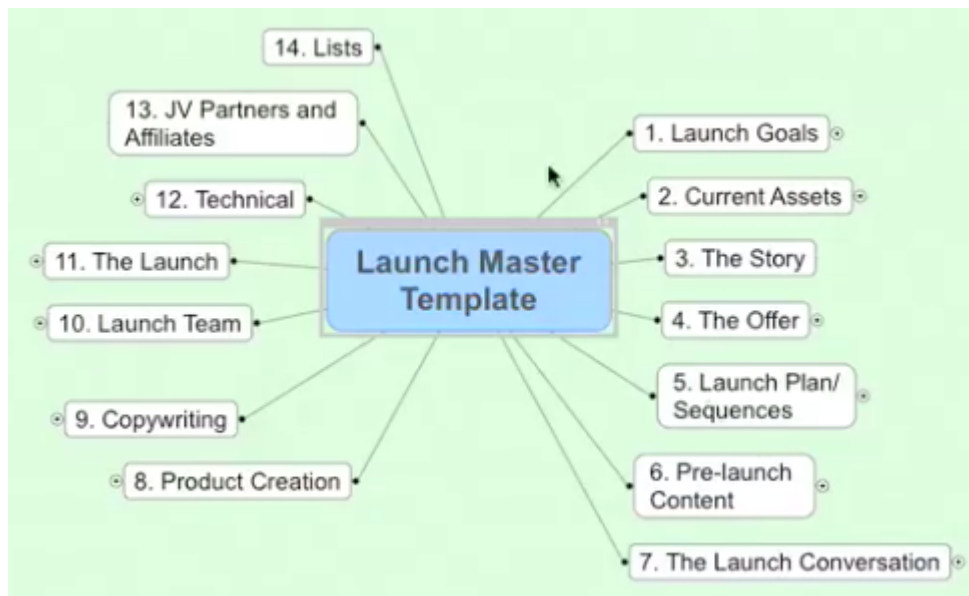 Launch Master
Template
1. Launch Goals
2. Current Assets
3. The Story
4. The Offer
5. Launch Plan/
Sequences
6. Pre-launch
Content
7. The Launch Conversation
8. Product Creation
9. Copywriting
10. Launch Team
11. The Launch
12. Technical
13. JV Partners and
Affiliates
14. Lists